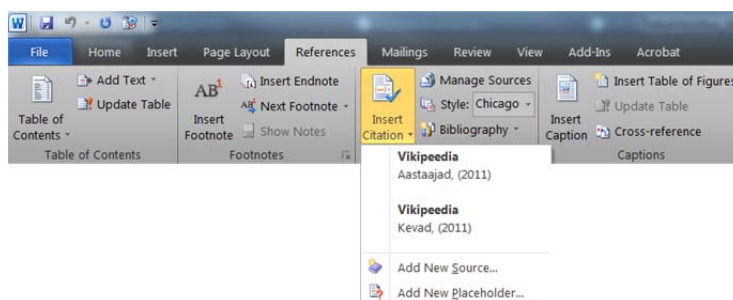 File Home Insert Page Layout References Mailings Review View Add-Ins Acrobat
Table of Contents
Add Text
Update Table
Table of Contents
AB¹
Insert Footnote
Insert Endnote
Next Footnote
Show Notes
Footnotes
Insert Citation
Manage Sources
Style: Chicago
Bibliography
Insert Caption
Insert Table of Figures
Update Table
Cross-reference
Captions
Vikipeedia
Aastaajad, (2011)
Vikipeedia
Kevad, (2011)
Add New Source...
Add New Placeholder...